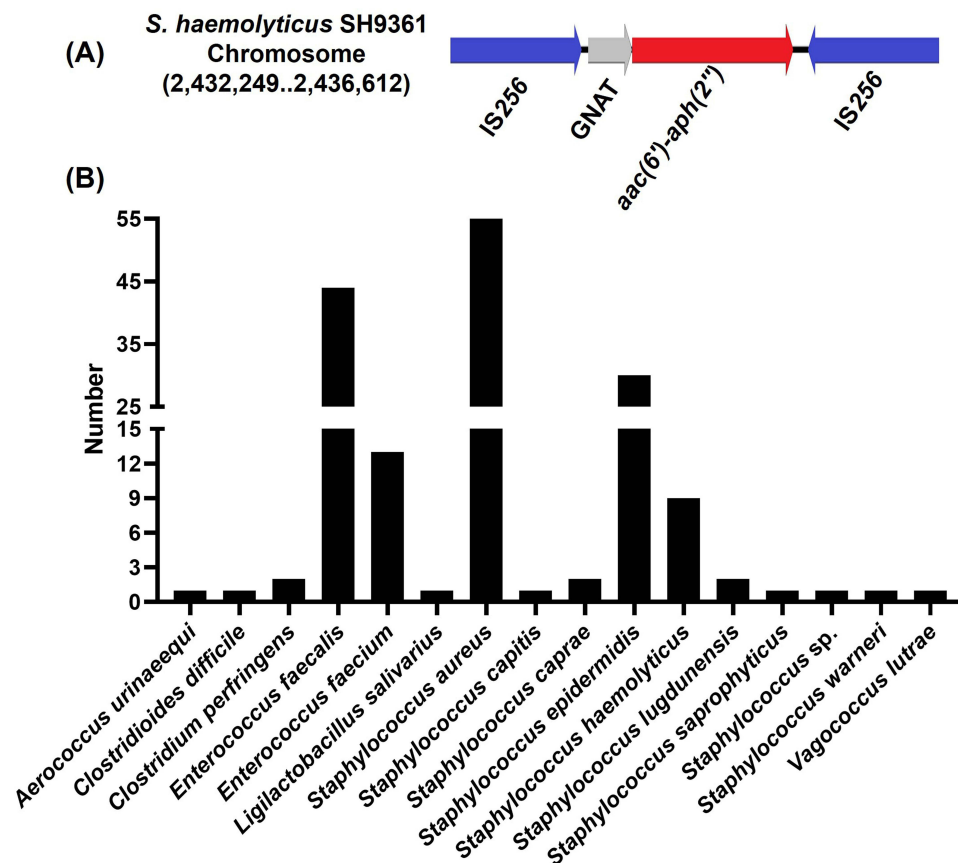 (A)
S. haemolyticus SH9361
Chromosome
(2,432,249..2,436,612)
IS256
GNAT
aac(6')-aph(2'')
IS256
(B)
Number
55
45
35
25
15
12
9
6
3
0
Aerococcus urinaeequi
Clostridioides difficile
Clostridium perfringens
Enterococcus faecalis
Enterococcus faecium
Ligilactobacillus salivarius
Staphylococcus aureus
Staphylococcus capitis
Staphylococcus caprae
Staphylococcus epidermidis
Staphylococcus haemolyticus
Staphylococcus lugdunensis
Staphylococcus saprophyticus
Staphylococcus sp.
Staphylococcus warneri
Vagococcus lutrae